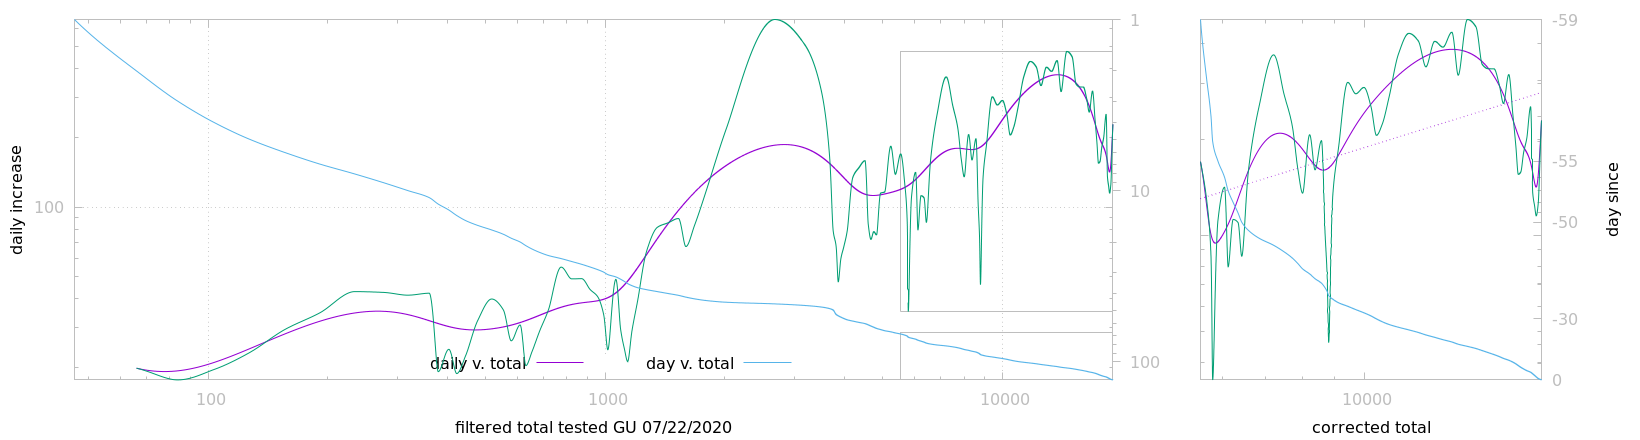 1
-59
daily increase
100
10
-55
-50
day since
-30
daily v. total
day v. total
100
0
100
1000
10000
10000
filtered total tested GU 07/22/2020
corrected total